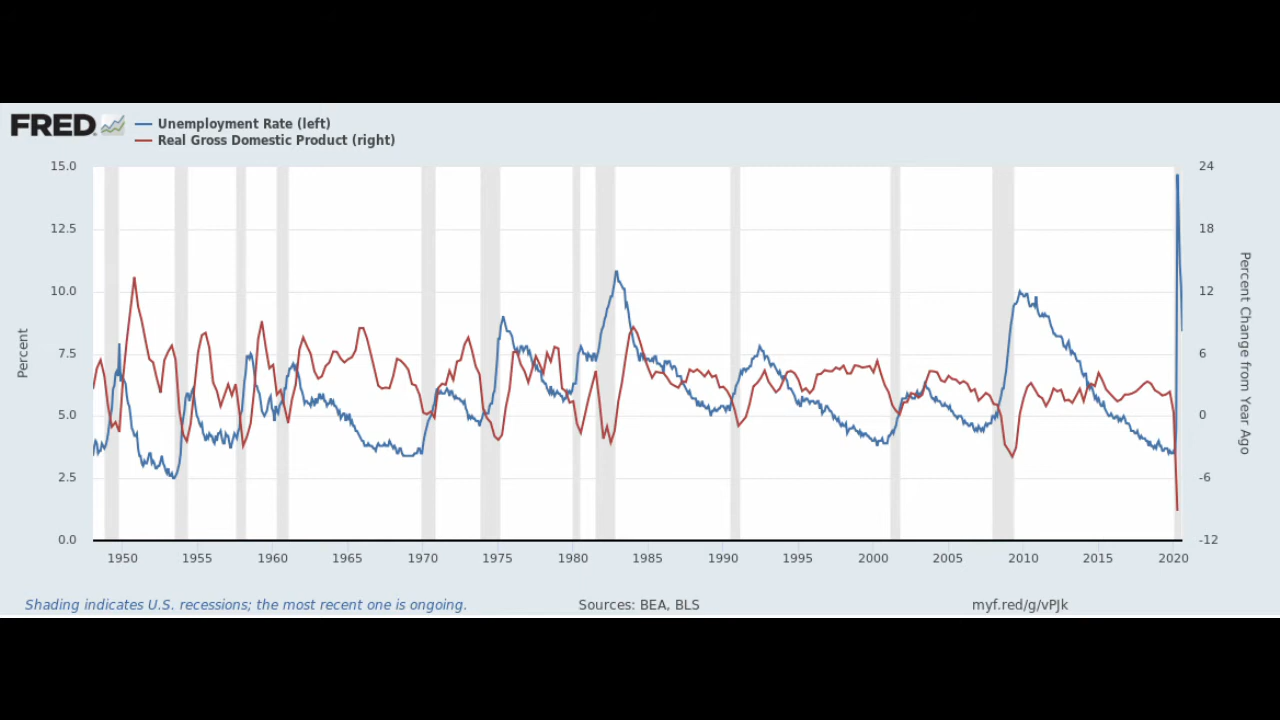 FRED
Unemployment Rate (left)
Real Gross Domestic Product (right)
15.0
12.5
10.0
7.5
5.0
2.5
0.0
Percent
24
18
12
6
0
-6
-12
Percent Change from Year Ago
1950 1955 1960 1965 1970 1975 1980 1985 1990 1995 2000 2005 2010 2015 2020
Shading indicates U.S. recessions; the most recent one is ongoing.
Sources: BEA, BLS
myf.red/g/vPJk